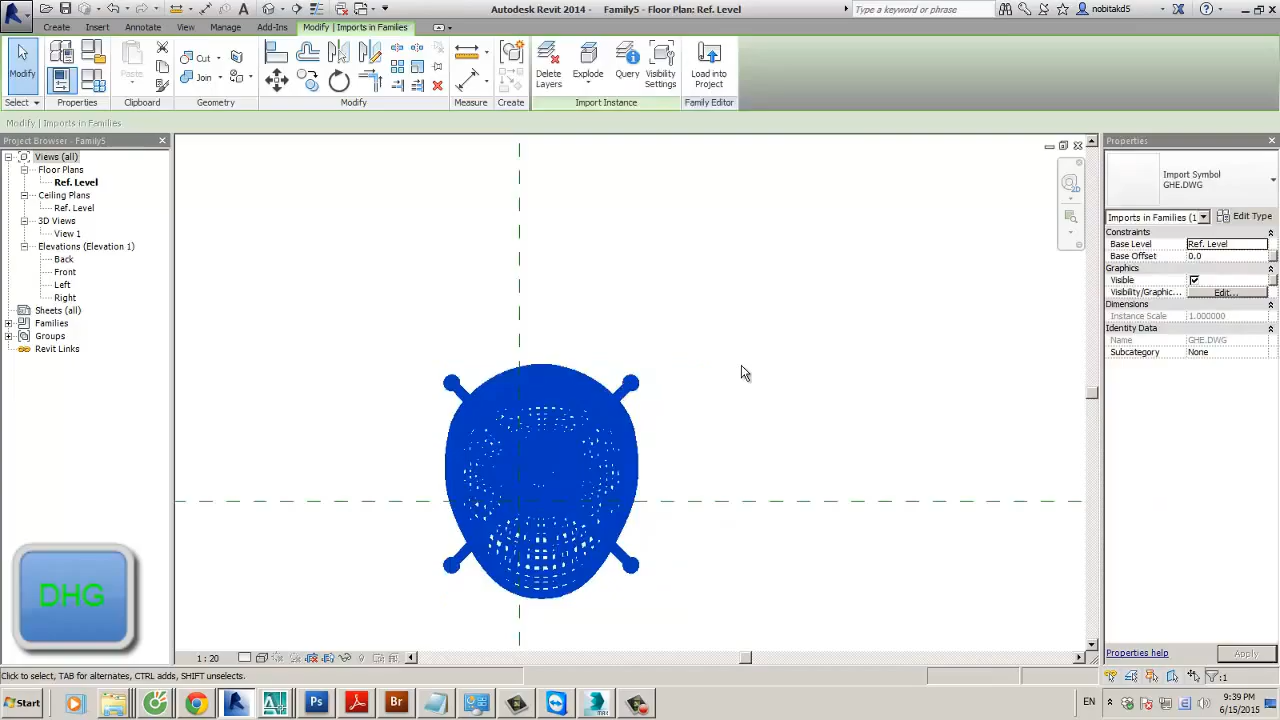 Autodesk Revit 2014 - Family5 - Floor Plan: Ref. Level
Type a keyword or phrase
nobitakd5
Create Insert Annotate View Manage Add-Ins Modify | Imports in Families
Modify
Paste
Cut
Join
Delete Layers
Explode
Query
Visibility Settings
Load into Project
Select Properties Clipboard Geometry Modify Measure Create Import Instance Family Editor
Modify | Imports in Families
Project Browser - Family5
Views (all)
Floor Plans
Ref. Level
Ceiling Plans
Ref. Level
3D Views
View 1
Elevations (Elevation 1)
Back
Front
Left
Right
Sheets (all)
Families
Groups
Revit Links
2D
Properties
Import Symbol
GHE.DWG
Imports in Families (1
Edit Type
Constraints
Base Level Ref. Level
Base Offset 0.0
Graphics
Visible
Visibility/Graphic... Edit...
Dimensions
Instance Scale 1.000000
Identity Data
Name GHE.DWG
Subcategory None
Properties help
Apply
DHG
1 : 20
Click to select, TAB for alternates, CTRL adds, SHIFT unselects.
:1
Start
Ps
Br
EN
9:39 PM
6/15/2015